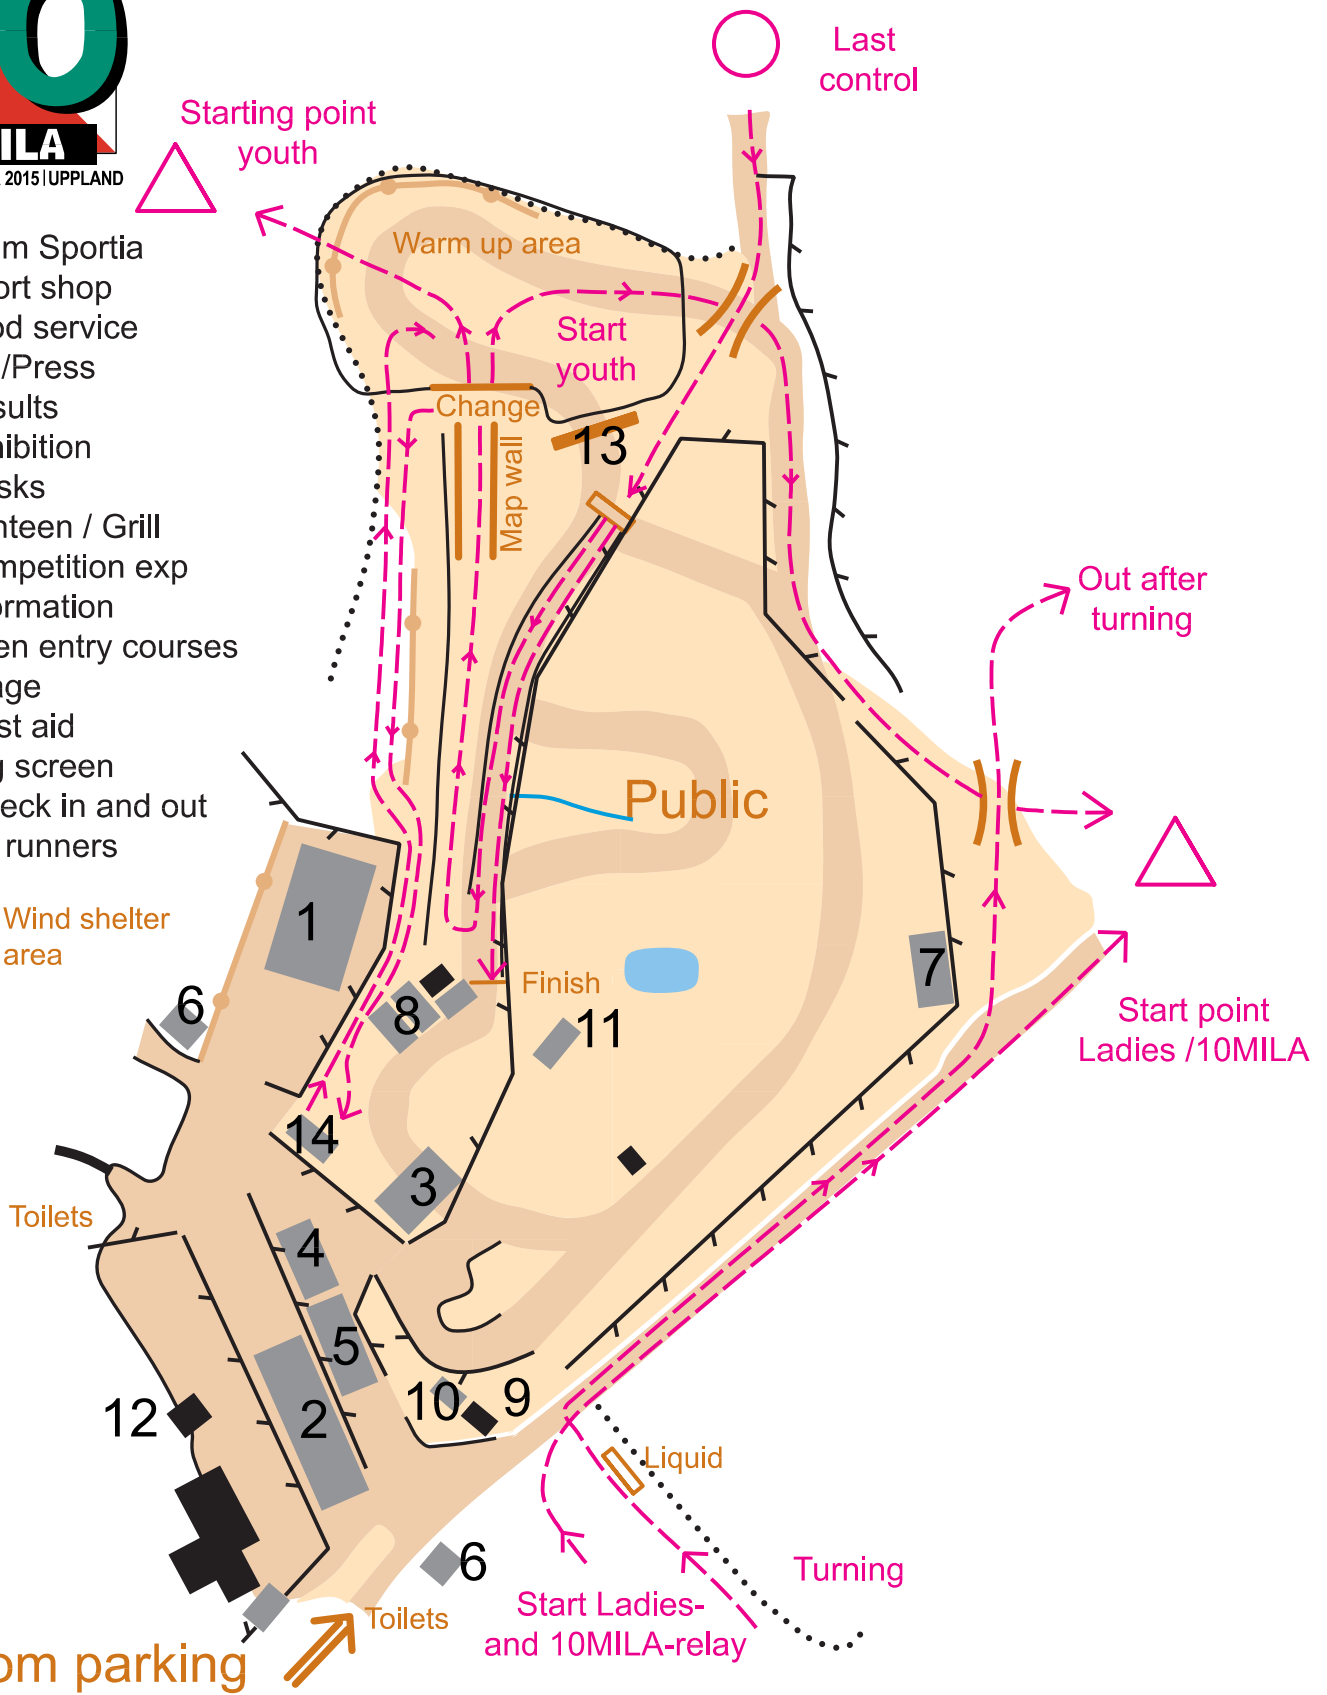 ILA
2015|UPPLAND
Last
control
Starting point
youth
m Sportia
ort shop
od service
/Press
sults
hibition
sks
nteen / Grill
mpetition exp
ormation
en entry courses
age
st aid
g screen
eck in and out
runners
Warm up area
Start
youth
Change
Map wall
13
Out after
turning
Public
Wind shelter
area
1
6
8
Finish
11
7
Start point
Ladies /10MILA
14
3
Toilets
4
5
2
12
10
9
Liquid
6
Turning
Start Ladies-
and 10MILA-relay
Toilets
om parking